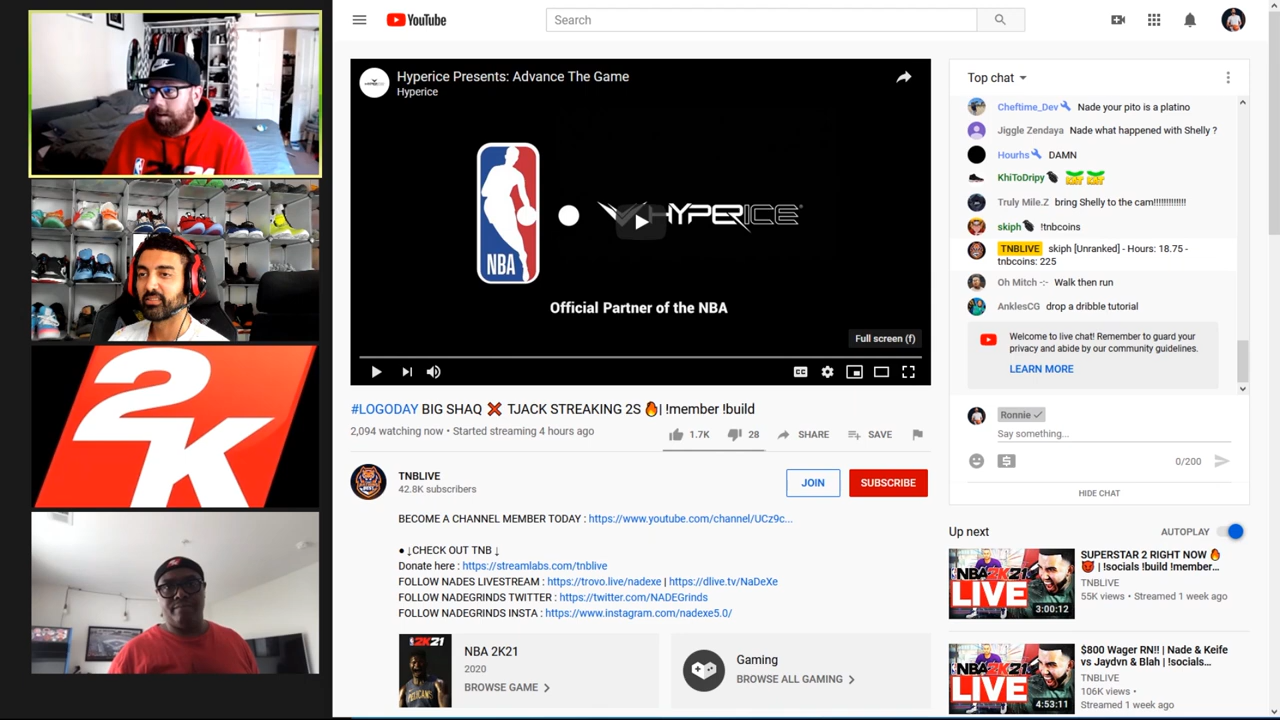 2K
YouTube
Search
Hyperice Presents: Advance The Game
Hyperice
NBA
HYPERICE
Official Partner of the NBA
Full screen (f)
#LOGODAY BIG SHAQ ❌ TJACK STREAKING 2S 🔥| !member !build
2,094 watching now • Started streaming 4 hours ago
1.7K
28
SHARE
SAVE
TNBLIVE
42.8K subscribers
JOIN
SUBSCRIBE
BECOME A CHANNEL MEMBER TODAY : https://www.youtube.com/channel/UCz9c...
● ↓CHECK OUT TNB ↓
Donate here : https://streamlabs.com/tnblive
FOLLOW NADES LIVESTREAM : https://trovo.live/nadexe | https://dlive.tv/NaDeXe
FOLLOW NADEGRINDS TWITTER : https://twitter.com/NADEGrinds
FOLLOW NADEGRINDS INSTA : https://www.instagram.com/nadexe5.0/
NBA 2K21
2020
BROWSE GAME
Gaming
BROWSE ALL GAMING
Top chat
Cheftime_Dev Nade your pito is a platino
Jiggle Zendaya Nade what happened with Shelly ?
Hourhs DAMN
KhiToDripy
Truly Mile.Z bring Shelly to the cam!!!!!!!!!!!!!
skiph !tnbcoins
TNBLIVE skiph [Unranked] - Hours: 18.75 -
tnbcoins: 225
Oh Mitch -:- Walk then run
AnklesCG drop a dribble tutorial
Welcome to live chat! Remember to guard your
privacy and abide by our community guidelines.
LEARN MORE
Ronnie
Say something...
0/200
HIDE CHAT
Up next
AUTOPLAY
NBA 2K21
LIVE
3:00:12
SUPERSTAR 2 RIGHT NOW 🔥
👹 | !socials !build !member...
TNBLIVE
55K views • Streamed 1 week ago
NBA 2K21
LIVE
4:53:11
$800 Wager RN!! | Nade & Keife
vs Jaydvn & Blah | !socials...
TNBLIVE
106K views •
Streamed 1 week ago